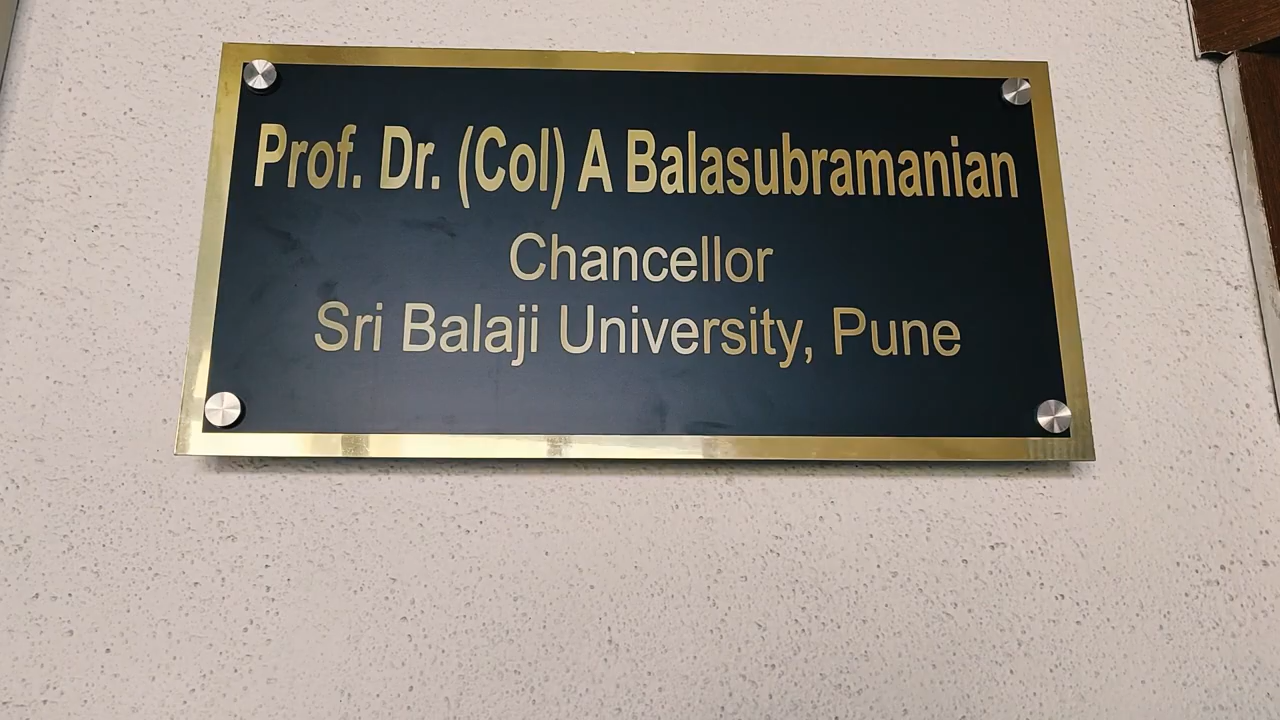 Prof. Dr. (Col) A Balasubramanian
Chancellor
Sri Balaji University, Pune